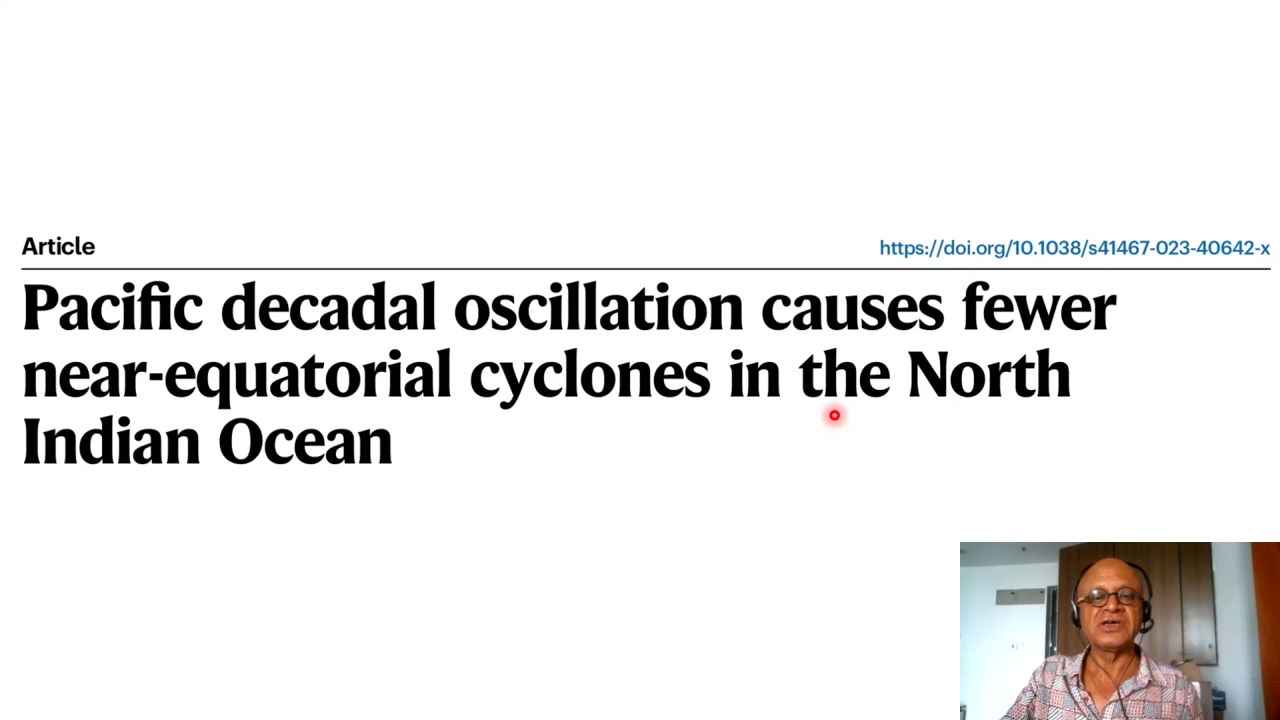 Article
https://doi.org/10.1038/s41467-023-40642-x
Pacific decadal oscillation causes fewer
near-equatorial cyclones in the North
Indian Ocean